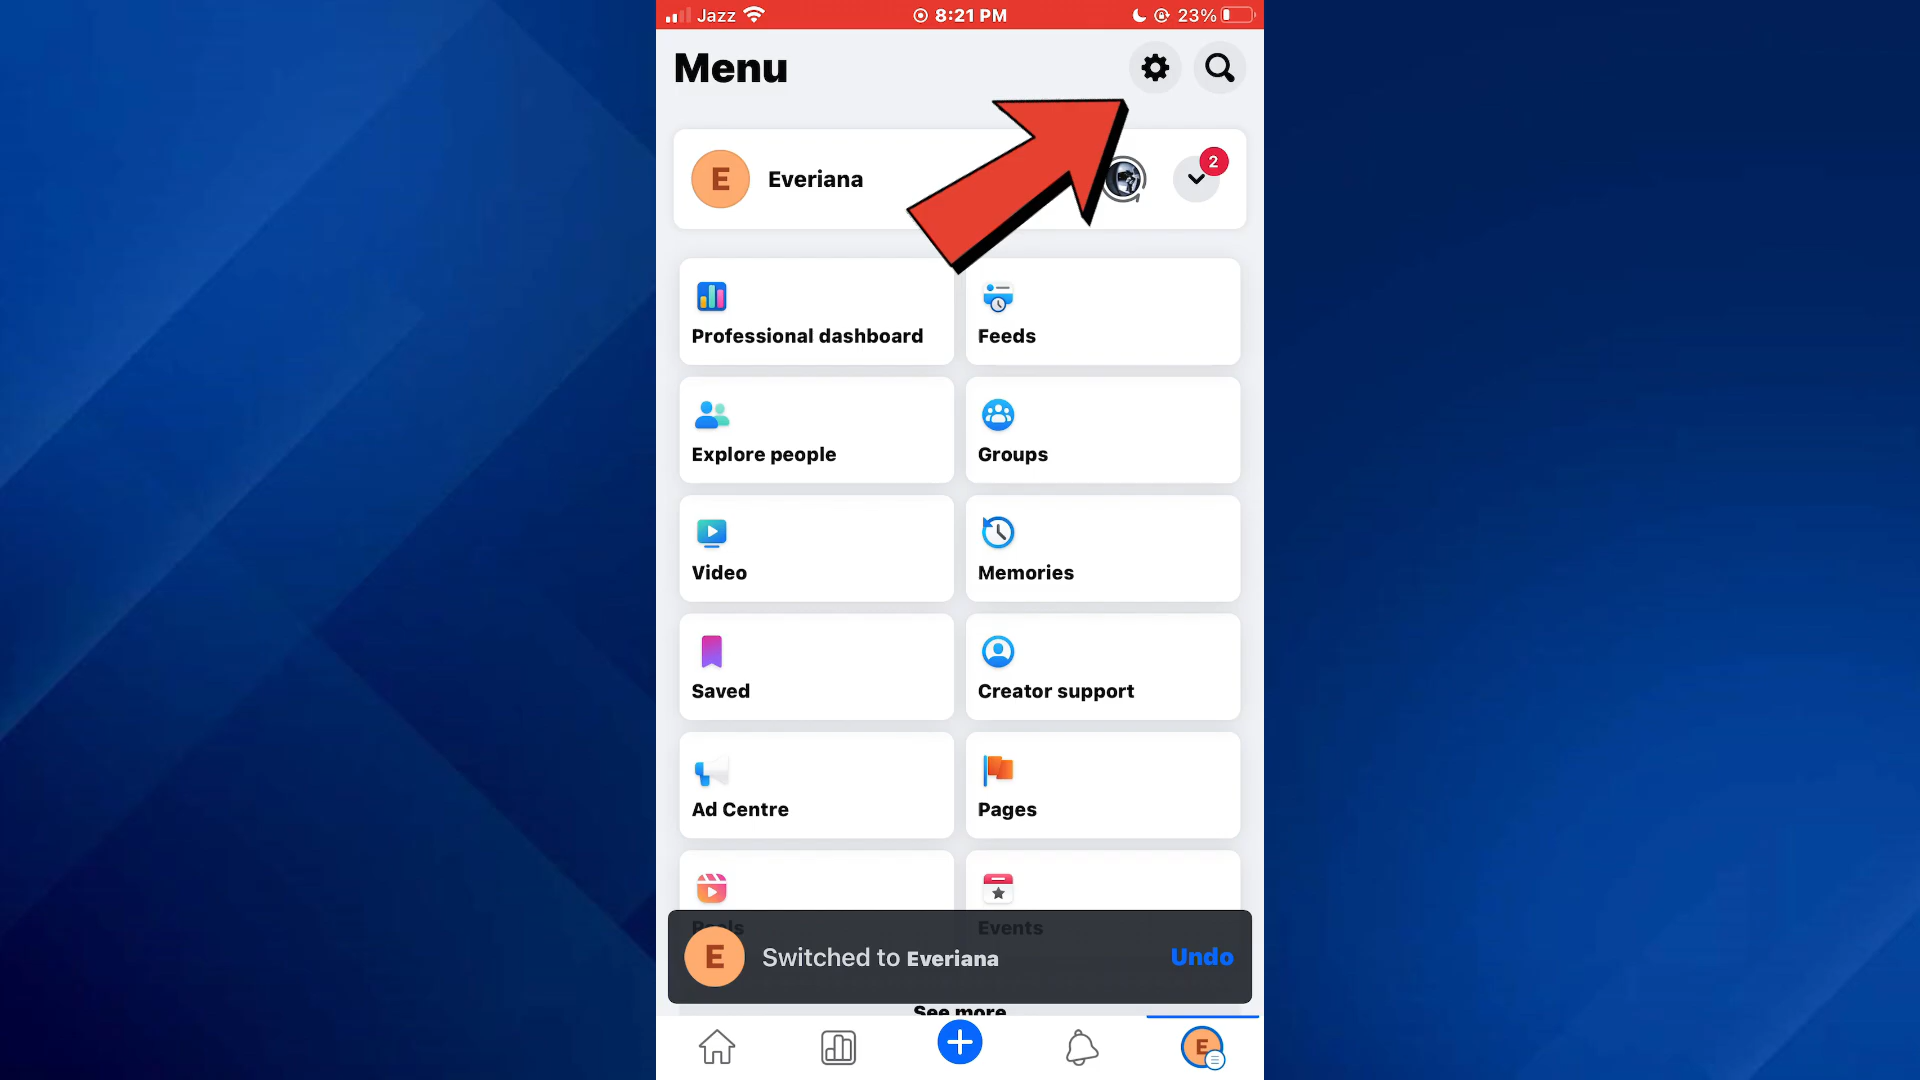 Jazz 8:21 PM 23%
Menu
E Everiana 2
Professional dashboard Feeds
Explore people Groups
Video Memories
Saved Creator support
Ad Centre Pages
Reels Events
E Switched to Everiana Undo
See more
E